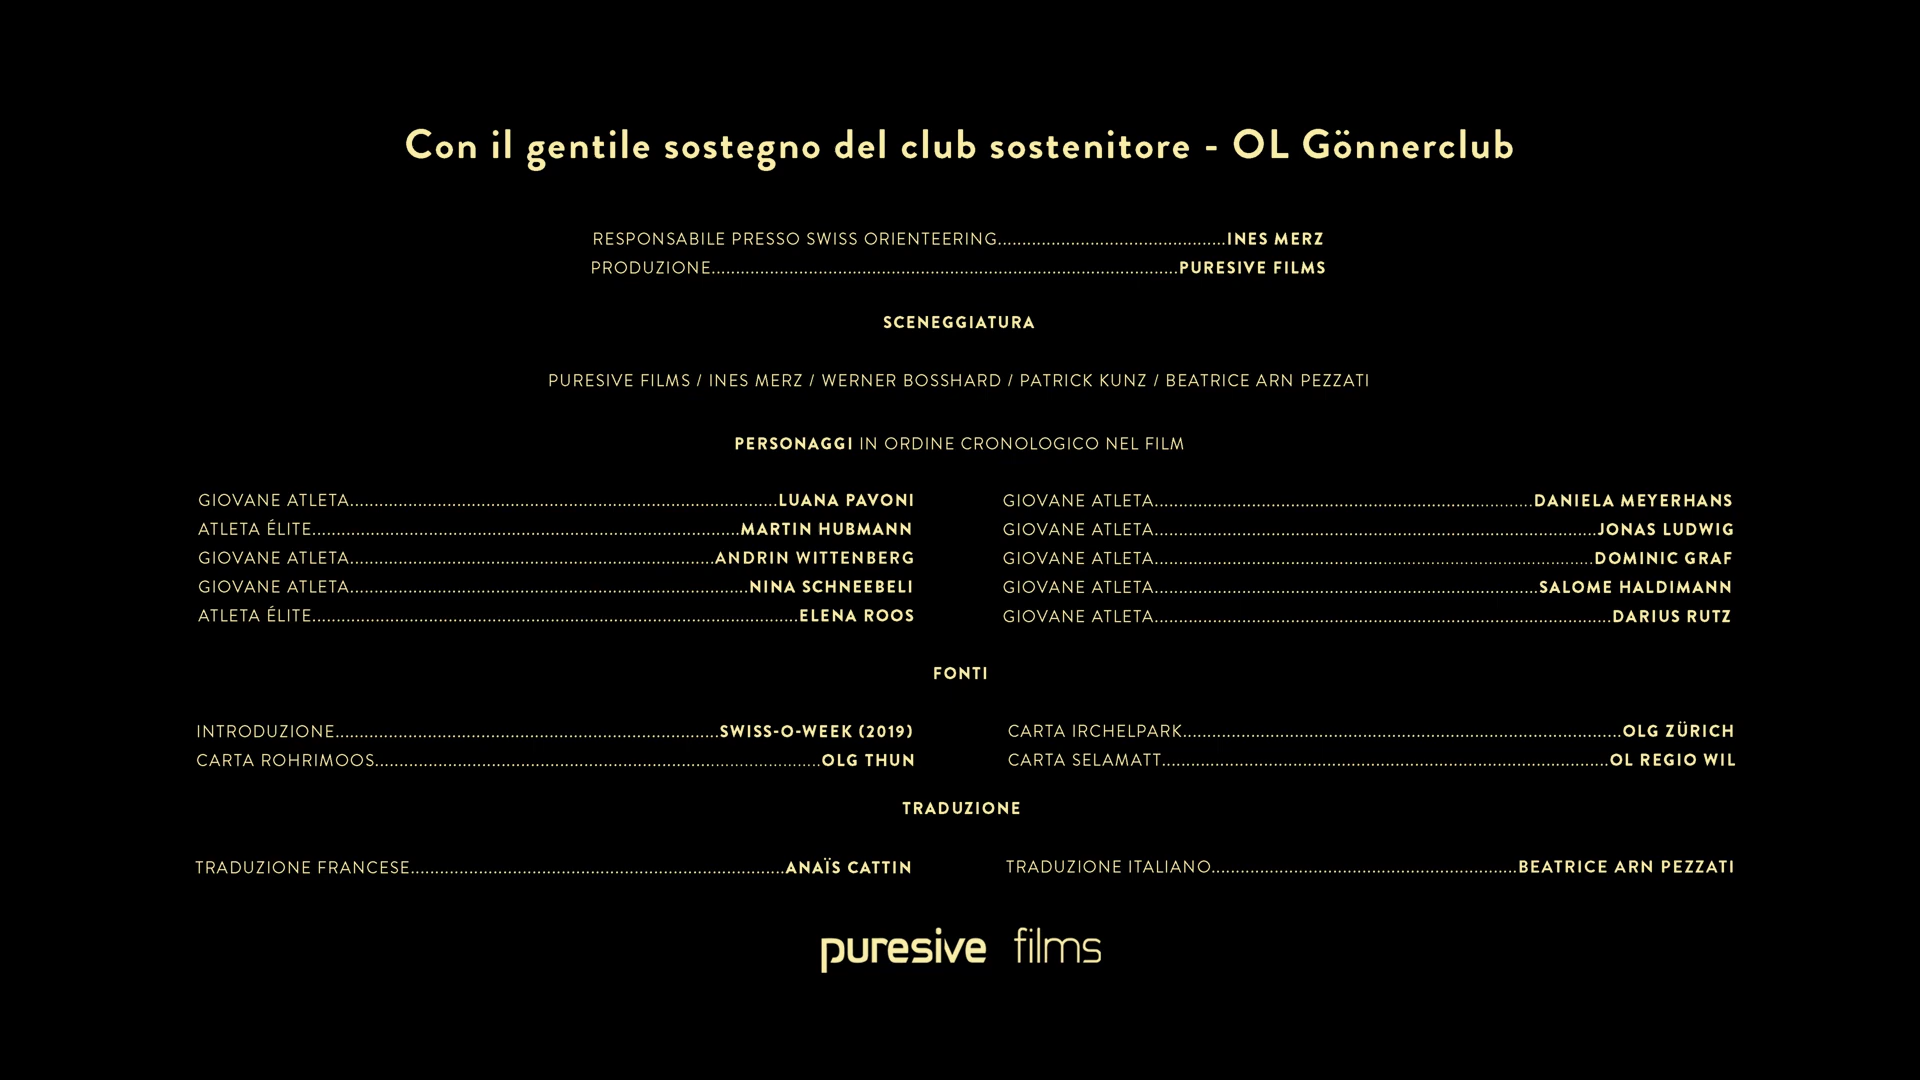 Con il gentile sostegno del club sostenitore - OL Gönnerclub
RESPONSABILE PRESSO SWISS ORIENTEERING...............................................INES MERZ
PRODUZIONE................................................................................................PURESIVE FILMS
SCENEGGIATURA
PURESIVE FILMS / INES MERZ / WERNER BOSSHARD / PATRICK KUNZ / BEATRICE ARN PEZZATI
PERSONAGGI IN ORDINE CRONOLOGICO NEL FILM
GIOVANE ATLETA........................................................................................LUANA PAVONI
ATLETA ÉLITE........................................................................................MARTIN HUBMANN
GIOVANE ATLETA...........................................................................ANDRIN WITTENBERG
GIOVANE ATLETA..................................................................................NINA SCHNEEBELI
ATLETA ÉLITE....................................................................................................ELENA ROOS
GIOVANE ATLETA..............................................................................DANIELA MEYERHANS
GIOVANE ATLETA...........................................................................................JONAS LUDWIG
GIOVANE ATLETA..........................................................................................DOMINIC GRAF
GIOVANE ATLETA...............................................................................SALOME HALDIMANN
GIOVANE ATLETA..............................................................................................DARIUS RUTZ
FONTI
INTRODUZIONE...............................................................................SWISS-O-WEEK (2019)
CARTA ROHRIMOOS............................................................................................OLG THUN
CARTA IRCHELPARK..........................................................................................OLG ZÜRICH
CARTA SELAMATT............................................................................................OL REGIO WIL
TRADUZIONE
TRADUZIONE FRANCESE.............................................................................ANAÏS CATTIN
TRADUZIONE ITALIANO...............................................................BEATRICE ARN PEZZATI
puresive films